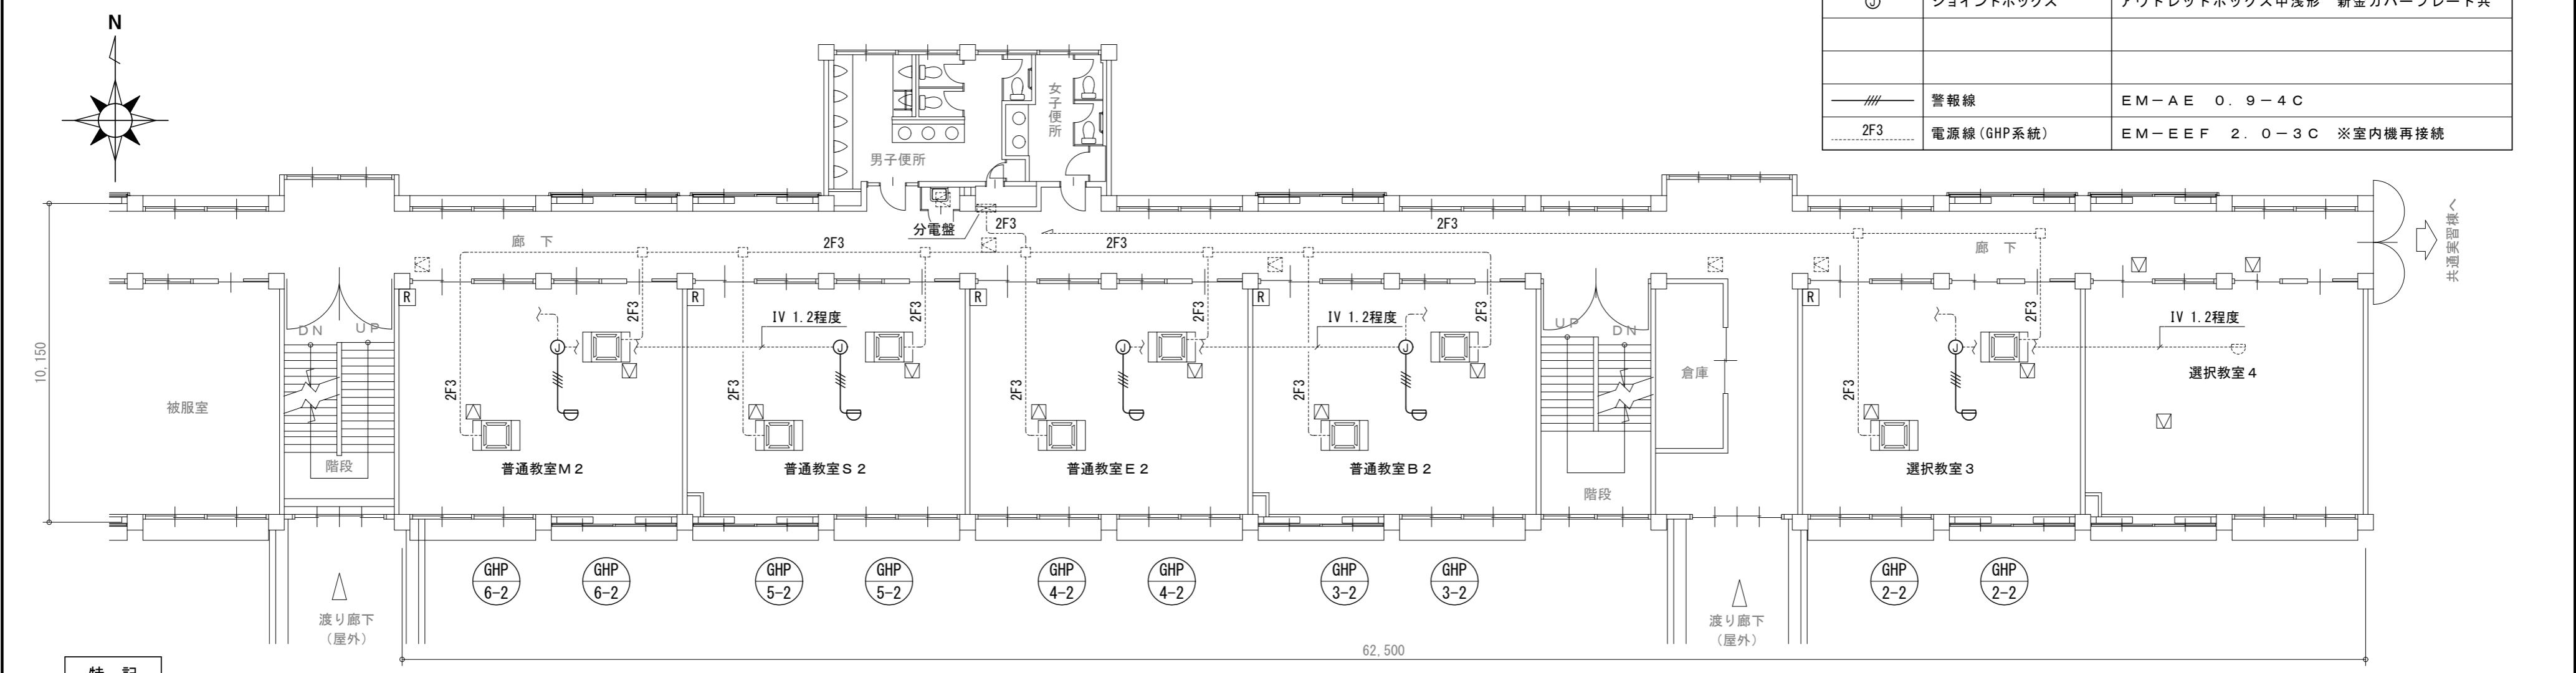 N
Ⓙ ジョイントボックス アウトレットボックス中浅形 新金カバープレート共
警報線 EM-AE 0.9-4C
2F3 電源線(GHP系統) EM-EEF 2.0-3C ※室内機再接続
女子便所
男子便所
分電盤
2F3
2F3
2F3
2F3
廊 下
廊 下
共通実習棟へ
10,150
R
R
R
R
R
DN
UP
UP
DN
2F3
2F3
2F3
2F3
2F3
IV 1.2程度
IV 1.2程度
IV 1.2程度
J
J
J
J
J
2F3
2F3
2F3
2F3
2F3
被服室
倉庫
選択教室4
階段
普通教室M2
普通教室S2
普通教室E2
普通教室B2
選択教室3
階段
GHP
6-2
GHP
6-2
GHP
5-2
GHP
5-2
GHP
4-2
GHP
4-2
GHP
3-2
GHP
3-2
GHP
2-2
GHP
2-2
渡り廊下
(屋外)
渡り廊下
(屋外)
62,500
特 記